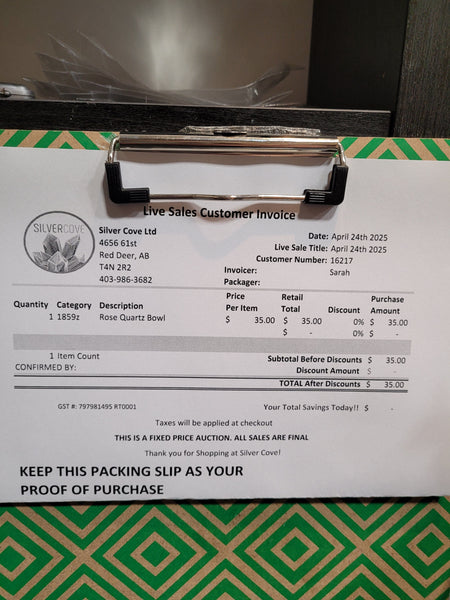 Live Sales Customer Invoice
SILVERCOVE
Silver Cove Ltd
4656 61st
Red Deer, AB
T4N 2R2
403-986-3682
Date: April 24th 2025
Live Sale Title: April 24th 2025
Customer Number: 16217
Invoicer: Sarah
Packager:
Quantity Category Description Price Per Item Retail Total Discount Purchase Amount
1 1859z Rose Quartz Bowl $ 35.00 $ 35.00 0% $ 35.00
$ - 0% $ -
1 Item Count Subtotal Before Discounts $ 35.00
CONFIRMED BY: Discount Amount $ -
TOTAL After Discounts $ 35.00
GST #: 797981495 RT0001 Your Total Savings Today!! $ -
Taxes will be applied at checkout
THIS IS A FIXED PRICE AUCTION. ALL SALES ARE FINAL
Thank you for Shopping at Silver Cove!
KEEP THIS PACKING SLIP AS YOUR
PROOF OF PURCHASE